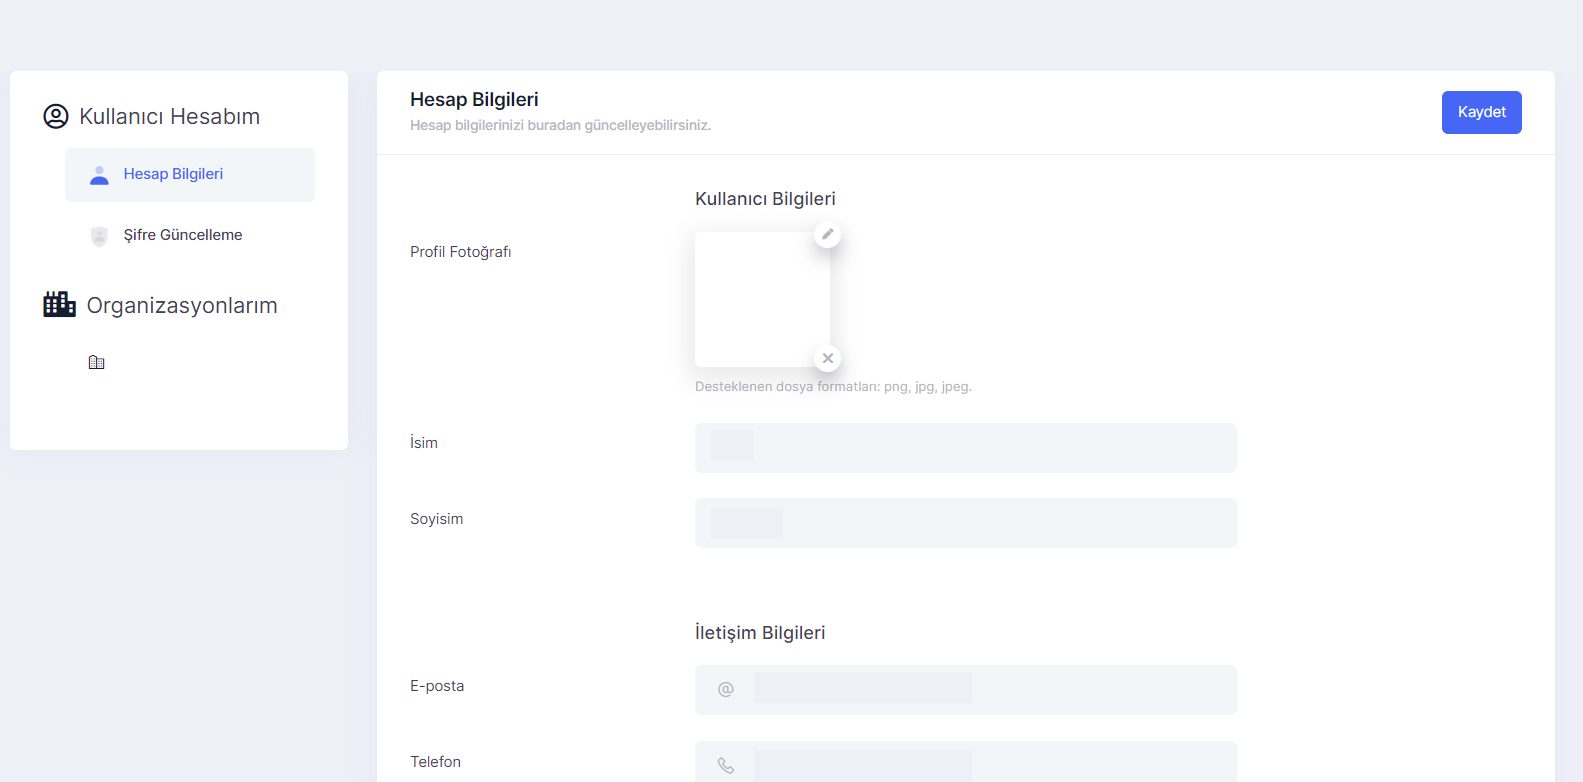 Kullanıcı Hesabım
Hesap Bilgileri
Şifre Güncelleme
Organizasyonlarım
Hesap Bilgileri
Hesap bilgilerinizi buradan güncelleyebilirsiniz.
Kaydet
Kullanıcı Bilgileri
Profil Fotoğrafı
Desteklenen dosya formatları: png, jpg, jpeg.
İsim
Soyisim
İletişim Bilgileri
E-posta
@
Telefon